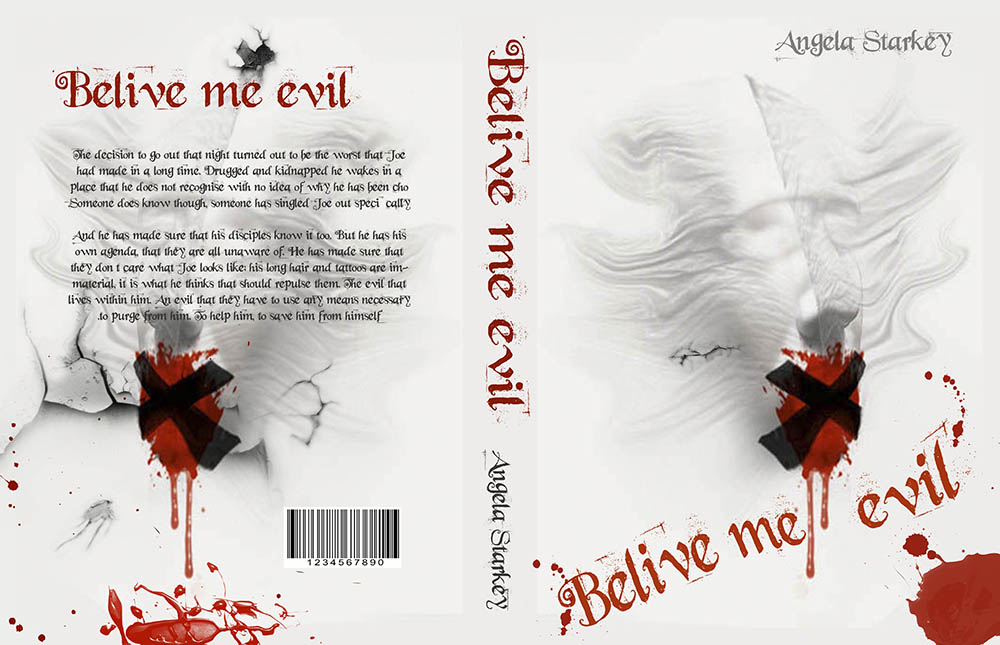 Belive me evil
The decision to go out that night turned out to be the worst that Joe
had made in a long time. Drugged and kidnapped he wakes in a
place that he does not recognise with no idea of why he has been cho
Someone does know though, someone has singled Joe out speci cally
And he has made sure that his disciples know it too. But he has his
own agenda, that they are all unaware of. He has made sure that
they don t care what Joe looks like: his long hair and tattoos are im-
material, it is what he thinks that should repulse them. The evil that
lives within him. An evil that they have to use any means necessary
.to purge from him. To help him, to save him from himself
1234567890
Belive me evil
Angela Starkey
Angela Starkey
Belive me evil